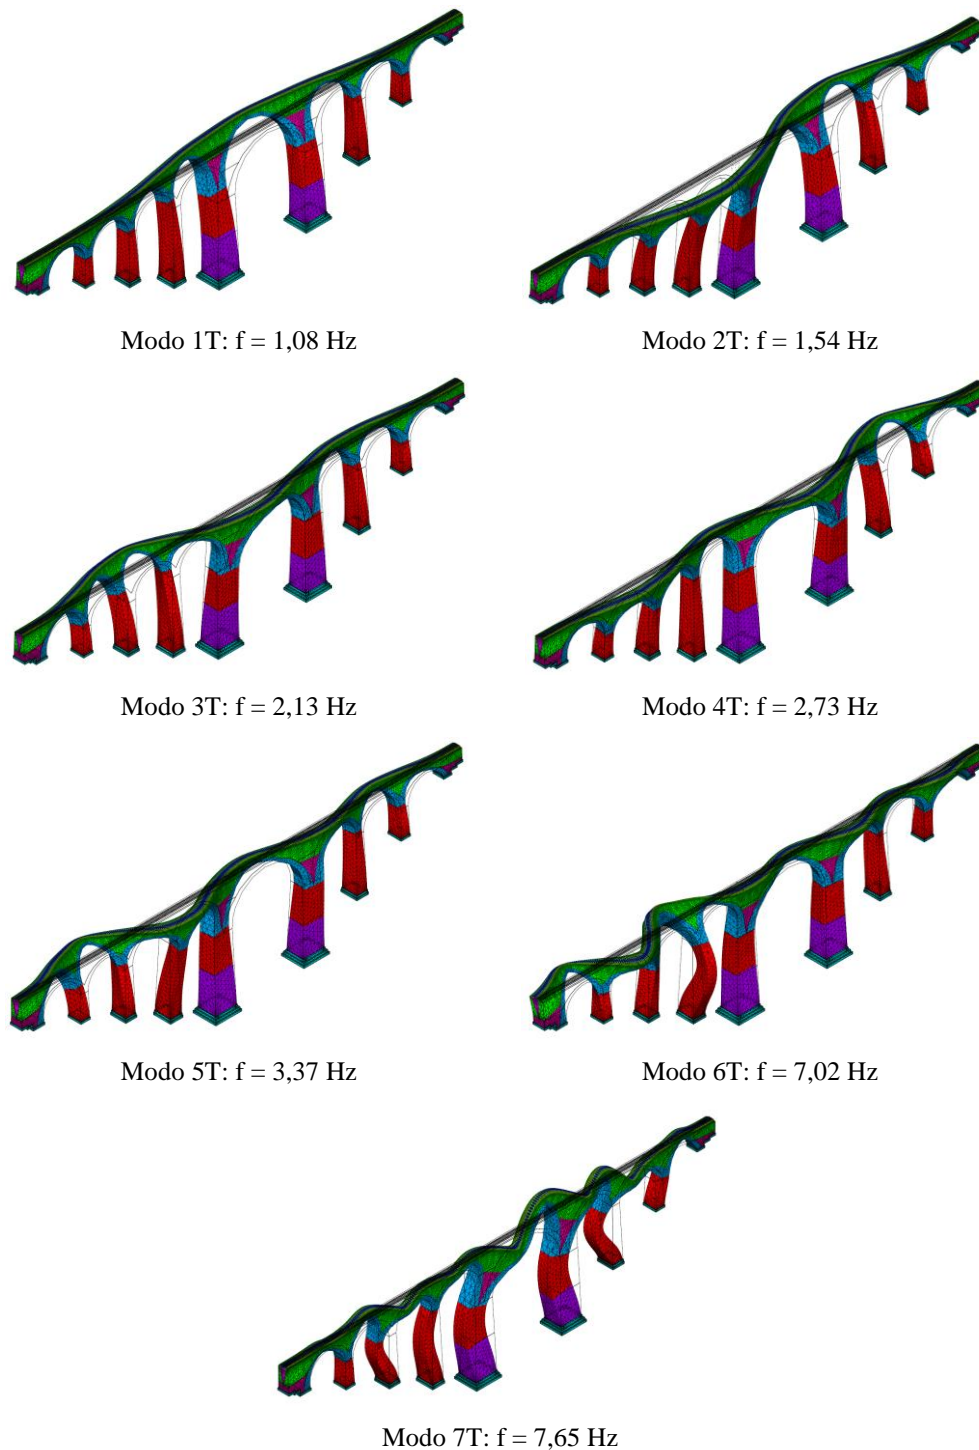 Modo 1T: f = 1,08 Hz
Modo 2T: f = 1,54 Hz
Modo 3T: f = 2,13 Hz
Modo 4T: f = 2,73 Hz
Modo 5T: f = 3,37 Hz
Modo 6T: f = 7,02 Hz
Modo 7T: f = 7,65 Hz